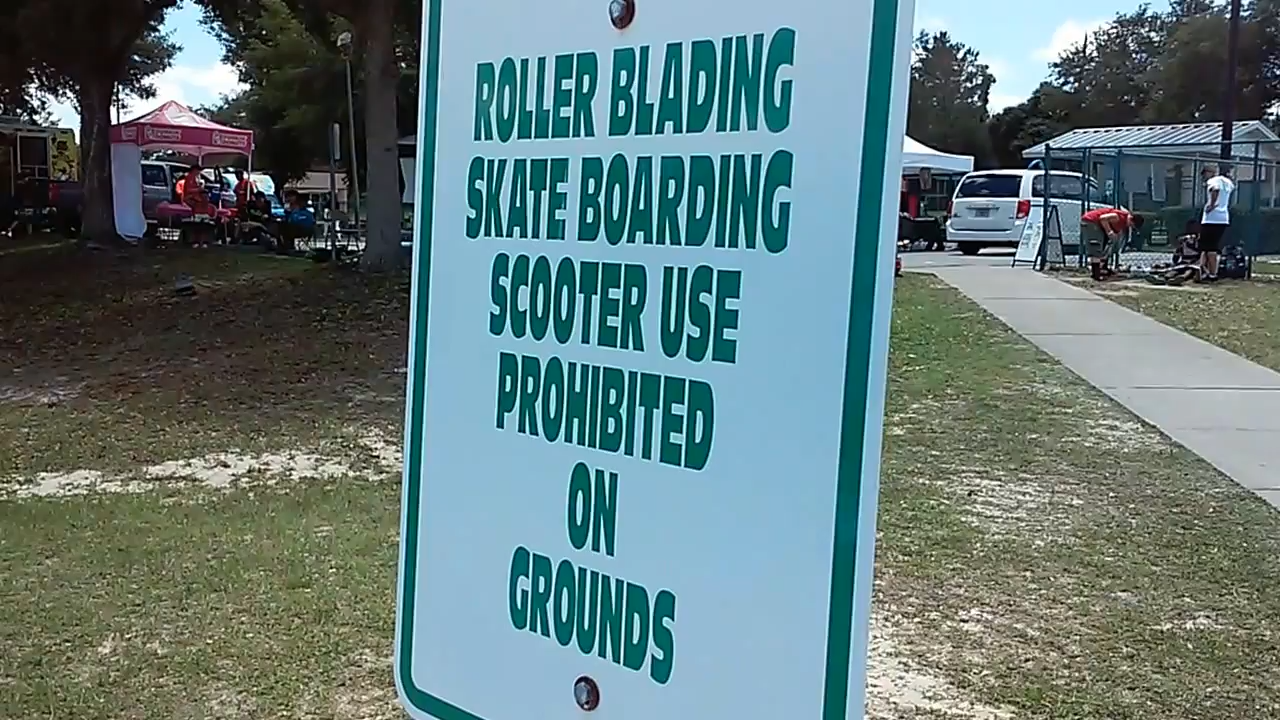 ROLLER BLADING
SKATE BOARDING
SCOOTER USE
PROHIBITED
ON
GROUNDS